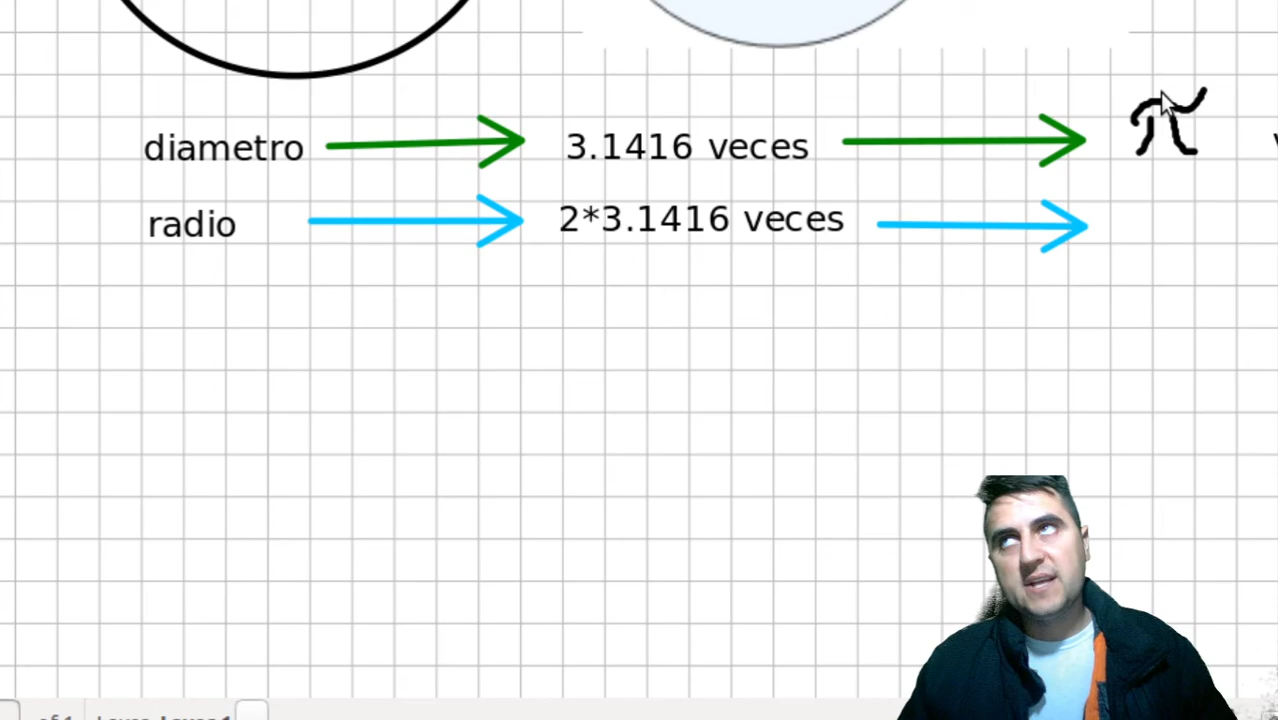 diametro 3.1416 veces π
radio 2*3.1416 veces